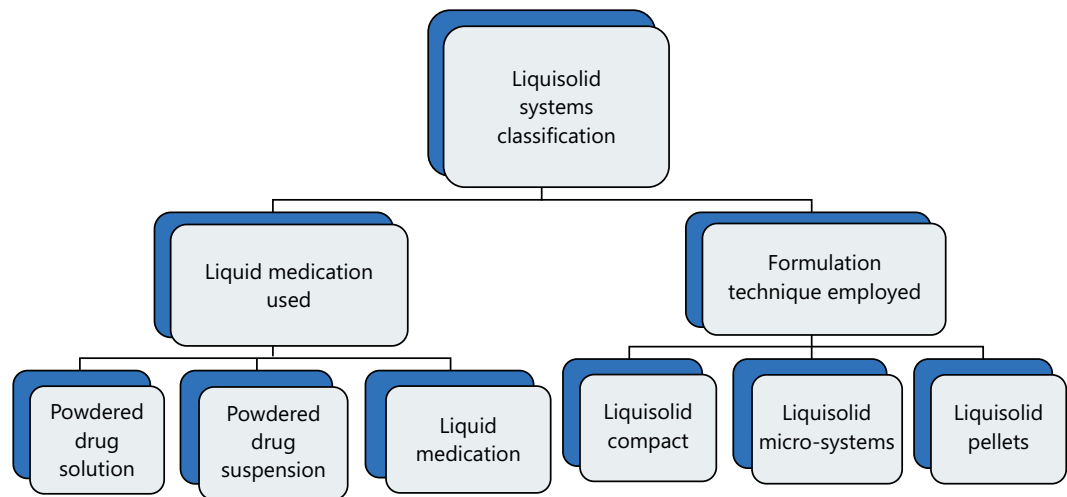 Liquisolid
systems
classification
Liquid medication
used
Formulation
technique employed
Powdered
drug
solution
Powdered
drug
suspension
Liquid
medication
Liquisolid
compact
Liquisolid
micro-systems
Liquisolid
pellets